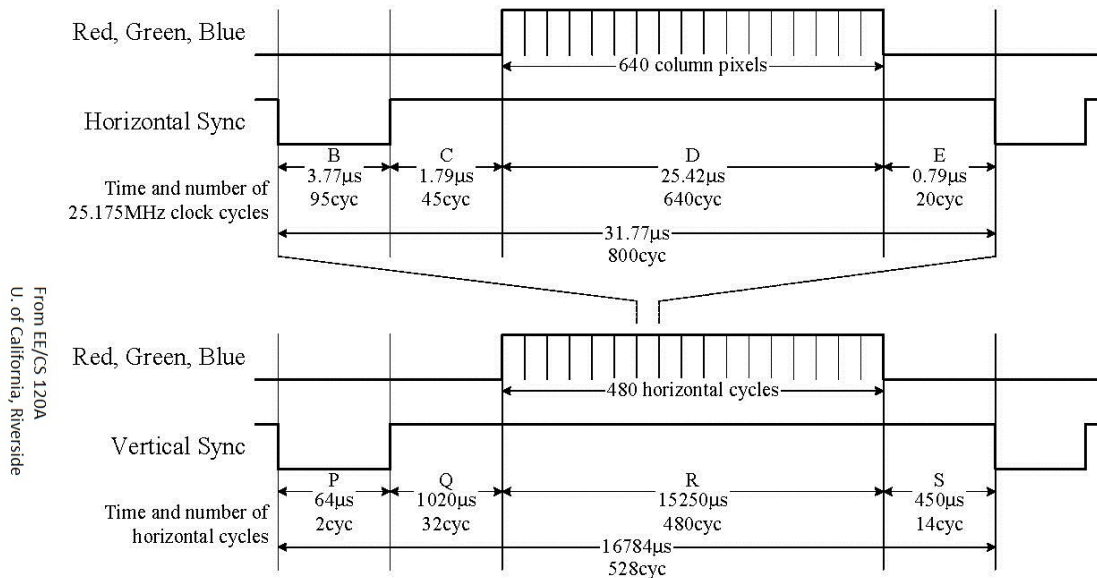 Red, Green, Blue
640 column pixels
Horizontal Sync
B C D E
3.77μs 1.79μs 25.42μs 0.79μs
Time and number of
95cyc 45cyc 640cyc 20cyc
25.175MHz clock cycles
31.77μs
800cyc
From EE/CS 120A
U. of California, Riverside
Red, Green, Blue
480 horizontal cycles
Vertical Sync
P Q R S
64μs 1020μs 15250μs 450μs
Time and number of
2cyc 32cyc 480cyc 14cyc
horizontal cycles
16784μs
528cyc